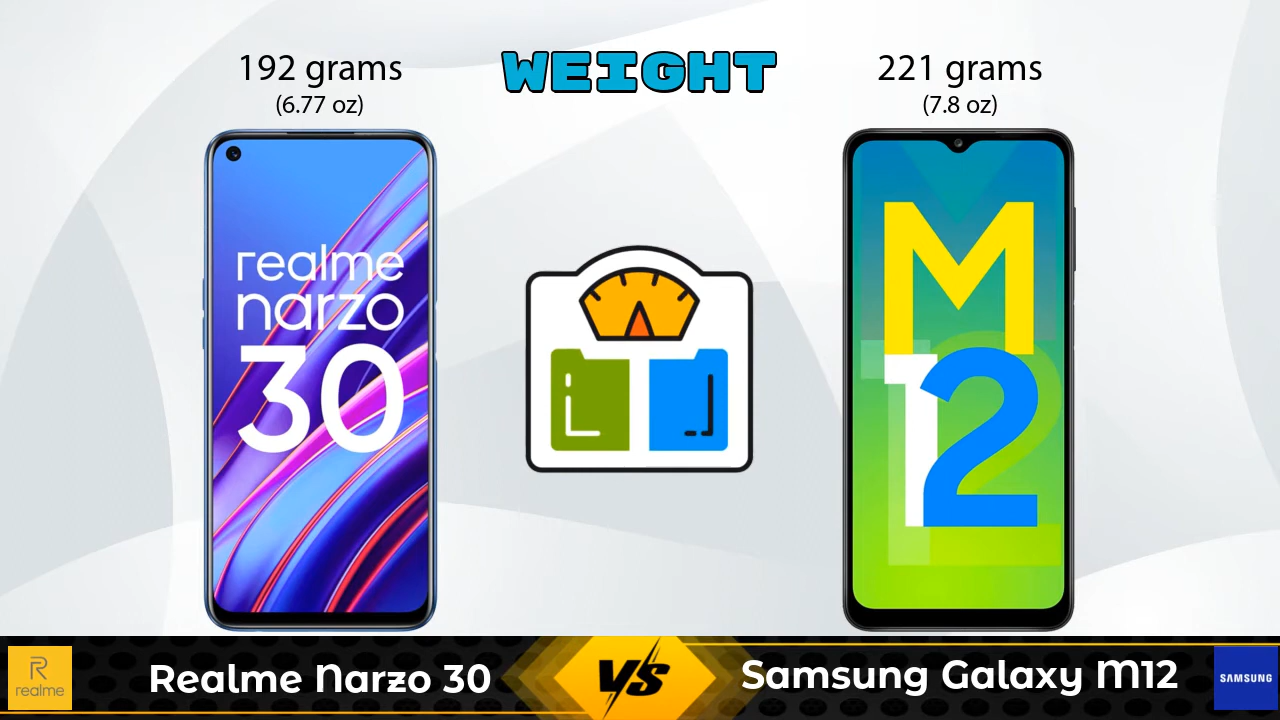 WEIGHT
192 grams
(6.77 oz)
221 grams
(7.8 oz)
realme
narzo
30
M
12
Realme Narzo 30
VS
Samsung Galaxy M12
R
realme
SAMSUNG